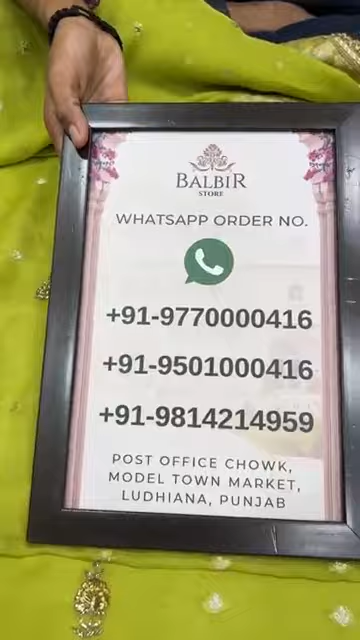 BALBIR
STORE
WHATSAPP ORDER NO.
+91-9770000416
+91-9501000416
+91-9814214959
POST OFFICE CHOWK,
MODEL TOWN MARKET,
LUDHIANA, PUNJAB